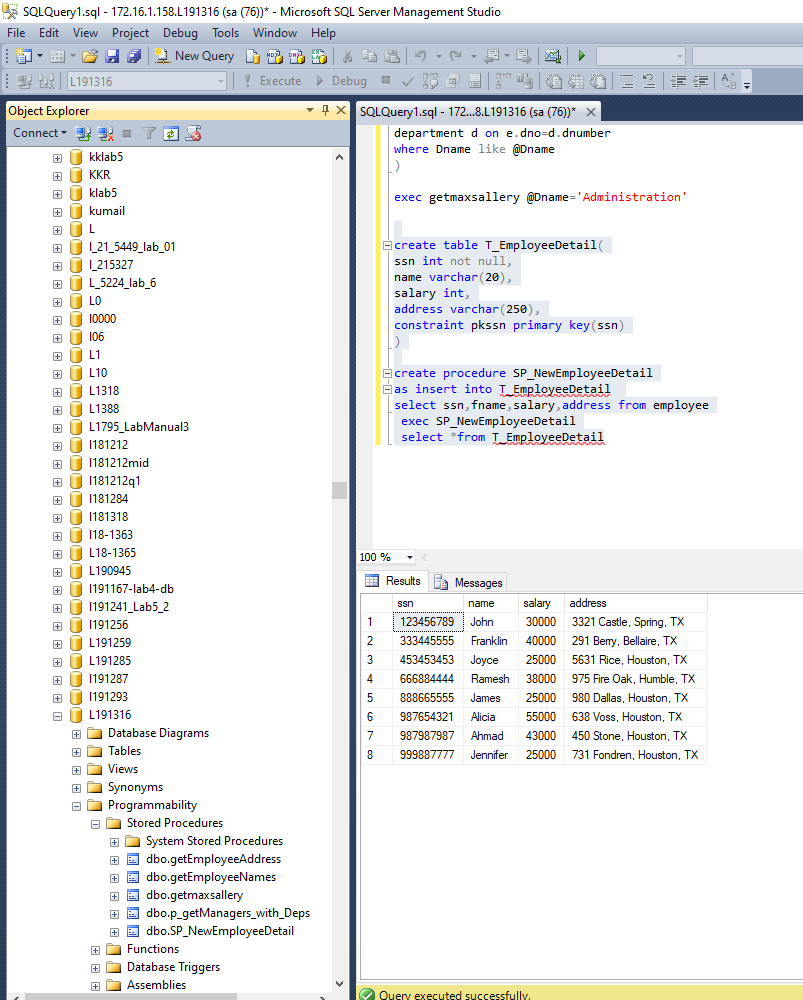 SQLQuery1.sql - 172.16.1.158.L191316 (sa (76))* - Microsoft SQL Server Management Studio
File Edit View Project Debug Tools Window Help
New Query
L191316 Execute Debug
Object Explorer
Connect
kklab5
KKR
klab5
kumail
L
l_21_5449_lab_01
l_215327
L_5224_lab_6
L0
l0000
l06
L1
L10
L1318
L1388
L1795_LabManual3
l181212
l181212mid
l181212q1
l181284
l181318
l18-1363
L18-1365
L190945
l191167-lab4-db
l191241_Lab5_2
l191256
L191259
L191285
l191287
l191293
L191316
Database Diagrams
Tables
Views
Synonyms
Programmability
Stored Procedures
System Stored Procedures
dbo.getEmployeeAddress
dbo.getEmployeeNames
dbo.getmaxsallery
dbo.p_getManagers_with_Deps
dbo.SP_NewEmployeeDetail
Functions
Database Triggers
Assemblies
SQLQuery1.sql - 172...8.L191316 (sa (76))*
department d on e.dno=d.dnumber
where Dname like @Dname
)
exec getmaxsallery @Dname='Administration'
create table T_EmployeeDetail(
ssn int not null,
name varchar(20),
salary int,
address varchar(250),
constraint pkssn primary key(ssn)
)
create procedure SP_NewEmployeeDetail
as insert into T_EmployeeDetail
select ssn,fname,salary,address from employee
exec SP_NewEmployeeDetail
select *from T_EmployeeDetail
100 %
Results Messages
ssn name salary address
1 123456789 John 30000 3321 Castle, Spring, TX
2 333445555 Franklin 40000 291 Berry, Bellaire, TX
3 453453453 Joyce 25000 5631 Rice, Houston, TX
4 666884444 Ramesh 38000 975 Fire Oak, Humble, TX
5 888665555 James 25000 980 Dallas, Houston, TX
6 987654321 Alicia 55000 638 Voss, Houston, TX
7 987987987 Ahmad 43000 450 Stone, Houston, TX
8 999887777 Jennifer 25000 731 Fondren, Houston, TX
Query executed successfully.